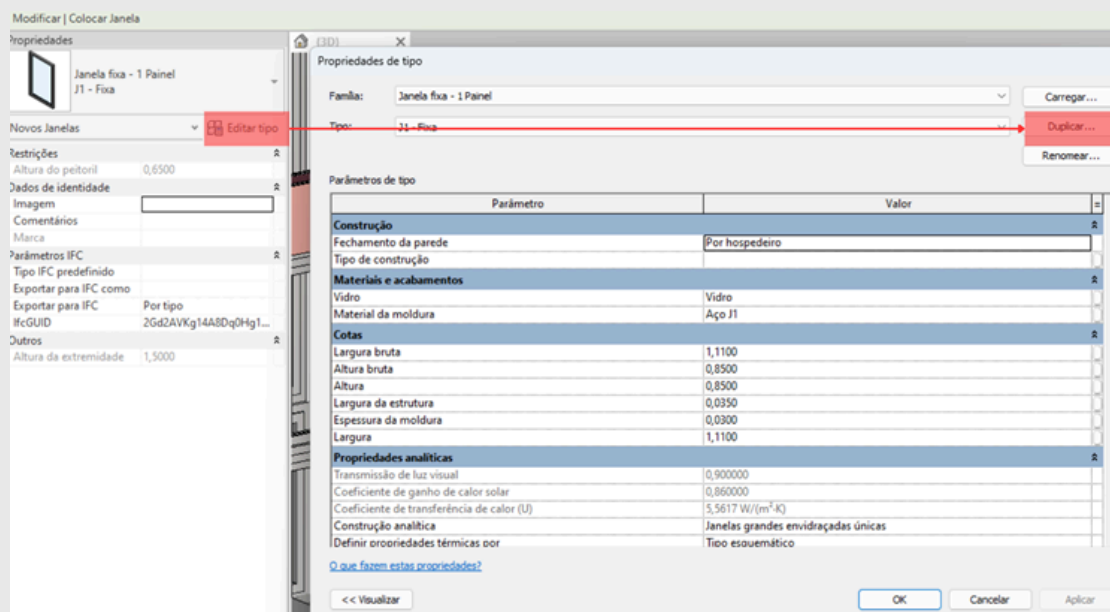 Modificar | Colocar Janela
Propriedades
{3D}
Janela fixa - 1 Painel
J1 - Fixa
Novos Janelas
Editar tipo
Restrições
Altura do peitoril 0,6500
Dados de identidade
Imagem
Comentários
Marca
Parâmetros IFC
Tipo IFC predefinido
Exportar para IFC como
Exportar para IFC Por tipo
IfcGUID 2Gd2AVKg14A8Dq0Hg1...
Outros
Altura da extremidade 1,5000
Propriedades de tipo
Família: Janela fixa - 1 Painel Carregar...
Tipo: J1 - Fixa Duplicar...
Renomear...
Parâmetros de tipo
Parâmetro Valor =
Construção
Fechamento da parede Por hospedeiro
Tipo de construção
Materiais e acabamentos
Vidro Vidro
Material da moldura Aço J1
Cotas
Largura bruta 1,1100
Altura bruta 0,8500
Altura 0,8500
Largura da estrutura 0,0350
Espessura da moldura 0,0300
Largura 1,1100
Propriedades analíticas
Transmissão de luz visual 0,900000
Coeficiente de ganho de calor solar 0,860000
Coeficiente de transferência de calor (U) 5,5617 W/(m²·K)
Construção analítica Janelas grandes envidraçadas únicas
Definir propriedades térmicas por Tipo esquemático
O que fazem estas propriedades?
<< Visualizar OK Cancelar Aplicar